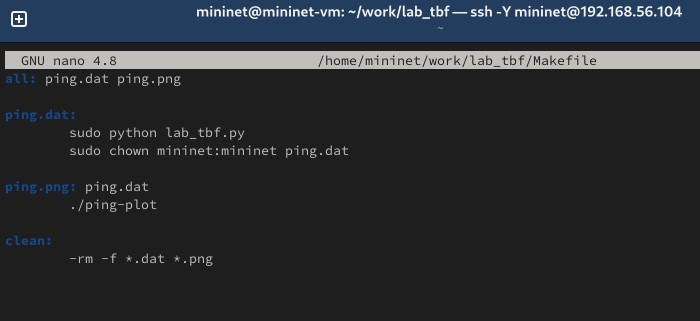 mininet@mininet-vm: ~/work/lab_tbf — ssh -Y mininet@192.168.56.104
~
GNU nano 4.8 /home/mininet/work/lab_tbf/Makefile
all: ping.dat ping.png
ping.dat:
sudo python lab_tbf.py
sudo chown mininet:mininet ping.dat
ping.png: ping.dat
./ping-plot
clean:
-rm -f *.dat *.png